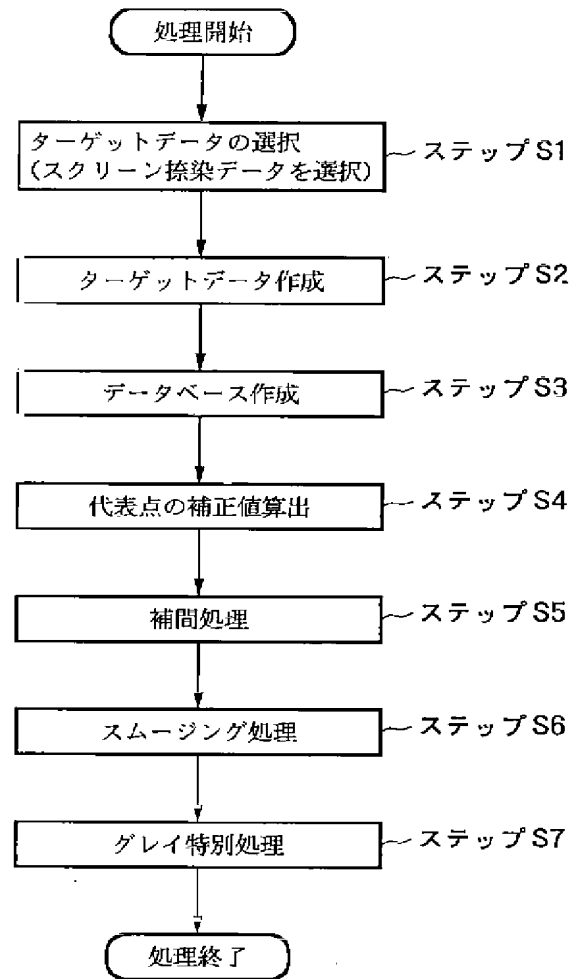 処理開始
ターゲットデータの選択
(スクリーン捺染データを選択)
ステップS1
ターゲットデータ作成
ステップS2
データベース作成
ステップS3
代表点の補正値算出
ステップS4
補間処理
ステップS5
スムージング処理
ステップS6
グレイ特別処理
ステップS7
処理終了